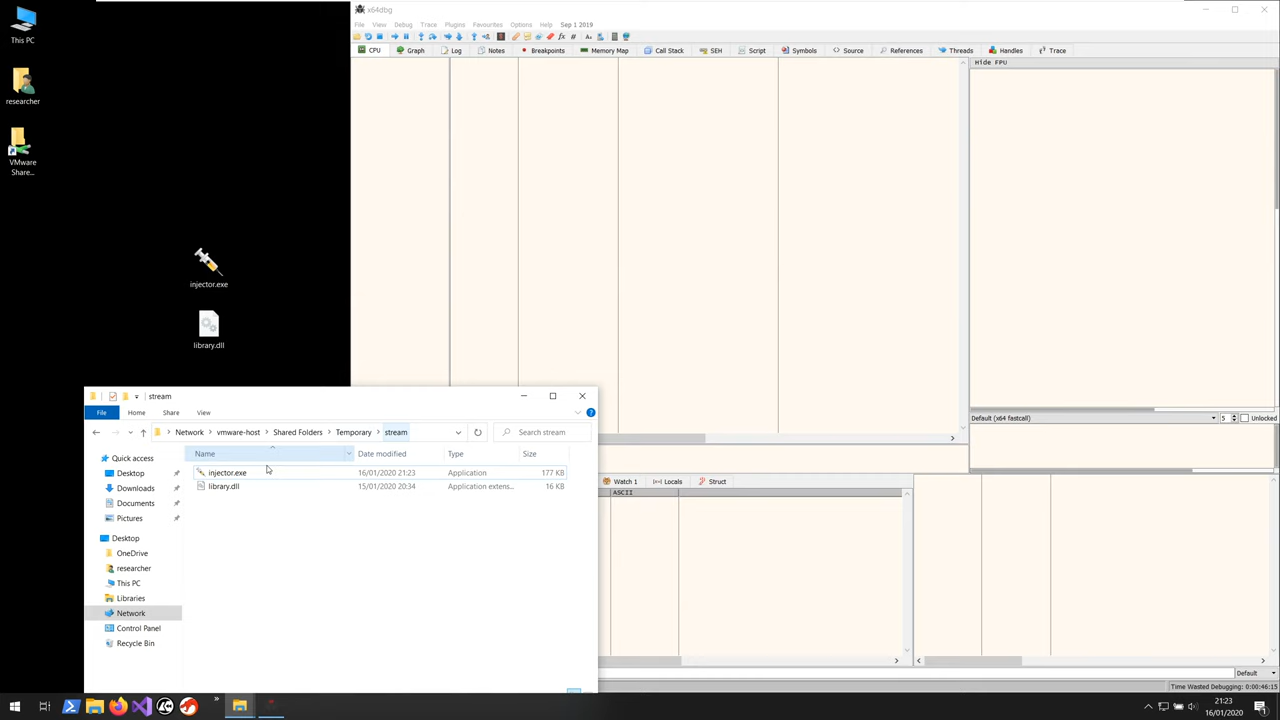 This PC
researcher
VMware
Share...
injector.exe
library.dll
x64dbg
File View Debug Trace Plugins Favourites Options Help Sep 1 2019
CPU Graph Log Notes Breakpoints Memory Map Call Stack SEH Script Symbols Source References Threads Handles Trace
Hide FPU
Default (x64 fastcall) 5 Unlocked
Watch 1 Locals Struct
ASCII
Default
Time Wasted Debugging: 0:00:46:15
stream
File Home Share View
Network > vmware-host > Shared Folders > Temporary > stream
Search stream
Name Date modified Type Size
injector.exe 16/01/2020 21:23 Application 177 KB
library.dll 15/01/2020 20:34 Application extens... 16 KB
Quick access
Desktop
Downloads
Documents
Pictures
Desktop
OneDrive
researcher
This PC
Libraries
Network
Control Panel
Recycle Bin
21:23
16/01/2020